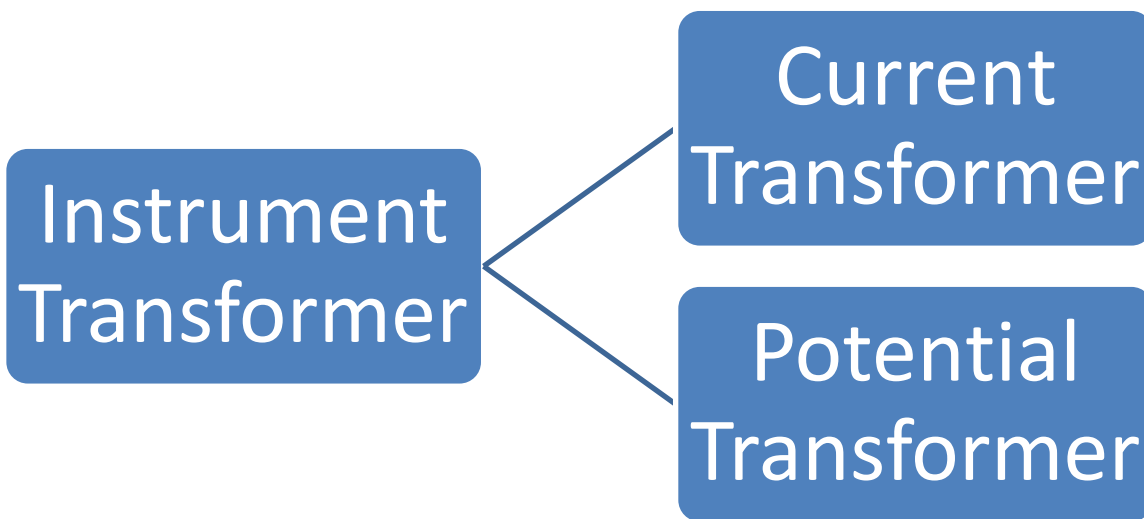 Instrument
Transformer
Current
Transformer
Potential
Transformer